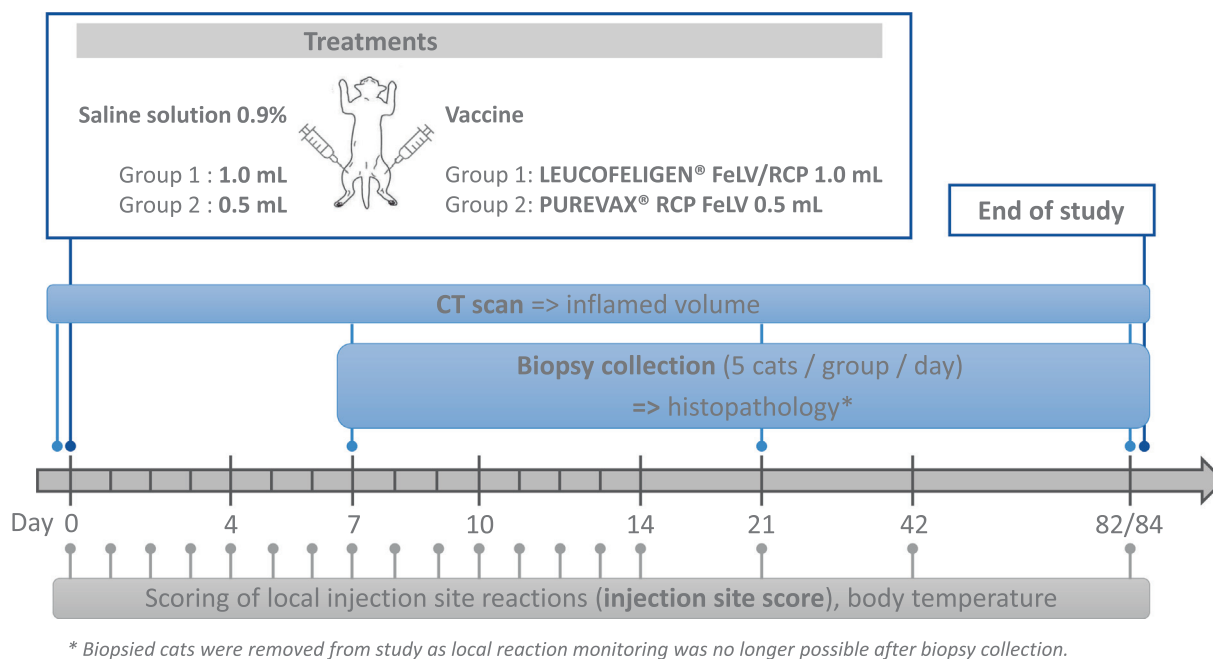 Treatments
Saline solution 0.9%
Group 1 : 1.0 mL
Group 2 : 0.5 mL
Vaccine
Group 1: LEUCOFELIGEN® FeLV/RCP 1.0 mL
Group 2: PUREVAX® RCP FeLV 0.5 mL
End of study
CT scan => inflamed volume
Biopsy collection (5 cats / group / day)
=> histopathology*
Day 0 4 7 10 14 21 42 82/84
Scoring of local injection site reactions (injection site score), body temperature
* Biopsied cats were removed from study as local reaction monitoring was no longer possible after biopsy collection.